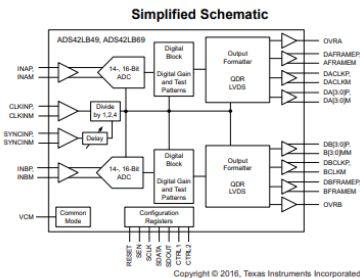 Simplified Schematic
ADS42LB49, ADS42LB69
INAP,
INAM
14-, 16-Bit
ADC
Digital
Block
Digital Gain
and Test
Patterns
Output
Formatter
QDR
LVDS
OVRA
DAFRAMEP,
AFRAMEM
DACLKP,
DACLKM
DA[3:0]P,
DA[3:0]M
CLKINP,
CLKINM
Divide
by 1,2,4
SYNCINP,
SYNCINM
Delay
INBP,
INBM
14-, 16-Bit
ADC
Digital
Block
Digital Gain
and Test
Patterns
Output
Formatter
QDR
LVDS
DB[3:0]P,
B[3:0]MM
DBCLKP,
BCLKM
DBFRAMEP,
BFRAMEM
OVRB
VCM
Common
Mode
Configuration
Registers
RESET
SEN
SCLK
SDATA
SDOUT
CTRL1
CTRL2
Copyright © 2016, Texas Instruments Incorporated